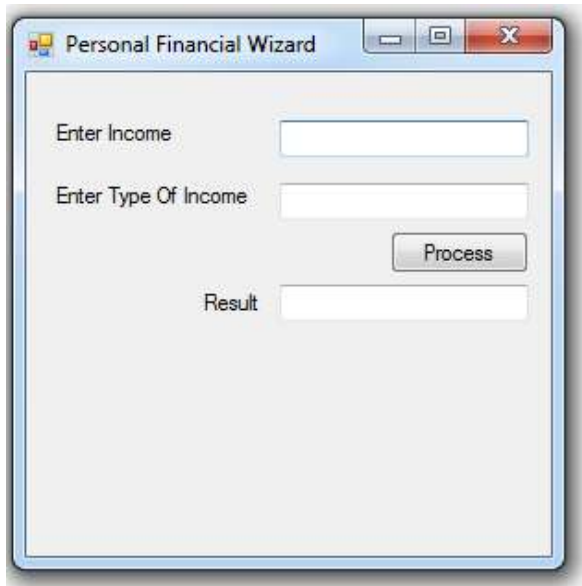 Personal Financial Wizard
Enter Income
Enter Type Of Income
Process
Result